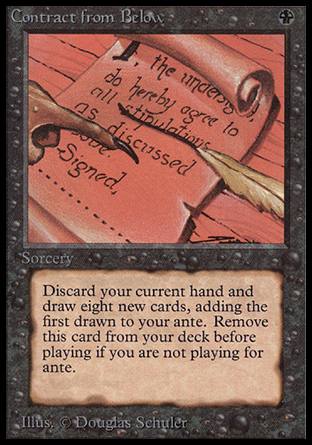 Contract from Below
I, the undersigned
do hereby agree to
all stipulations
as discussed
above.
Signed,
Sorcery
Discard your current hand and
draw eight new cards, adding the
first drawn to your ante. Remove
this card from your deck before
playing if you are not playing for
ante.
Illus. © Douglas Schuler